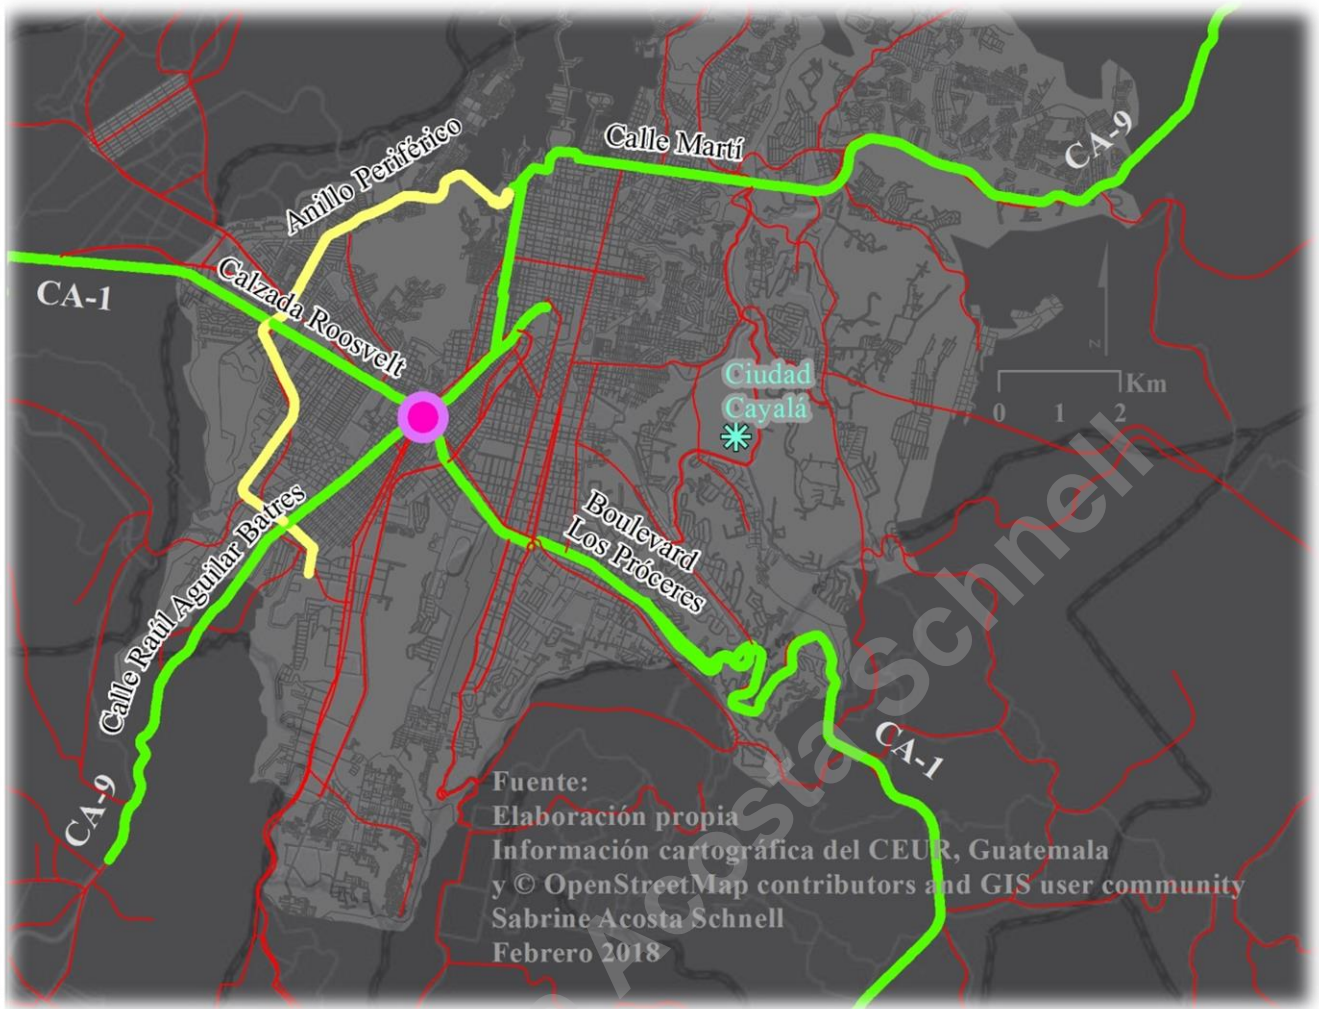 Calle Martí
CA-9
Anillo Periférico
CA-1
Calzada Roosvelt
Ciudad
Cayalá
N
Km
0 1 2
Boulevard
Los Próceres
Calle Raúl Aguilar Batres
CA-9
CA-1
Fuente:
Elaboración propia
Información cartográfica del CEUR, Guatemala
y © OpenStreetMap contributors and GIS user community
Sabrine Acosta Schnell
Febrero 2018
Acosta Schnell